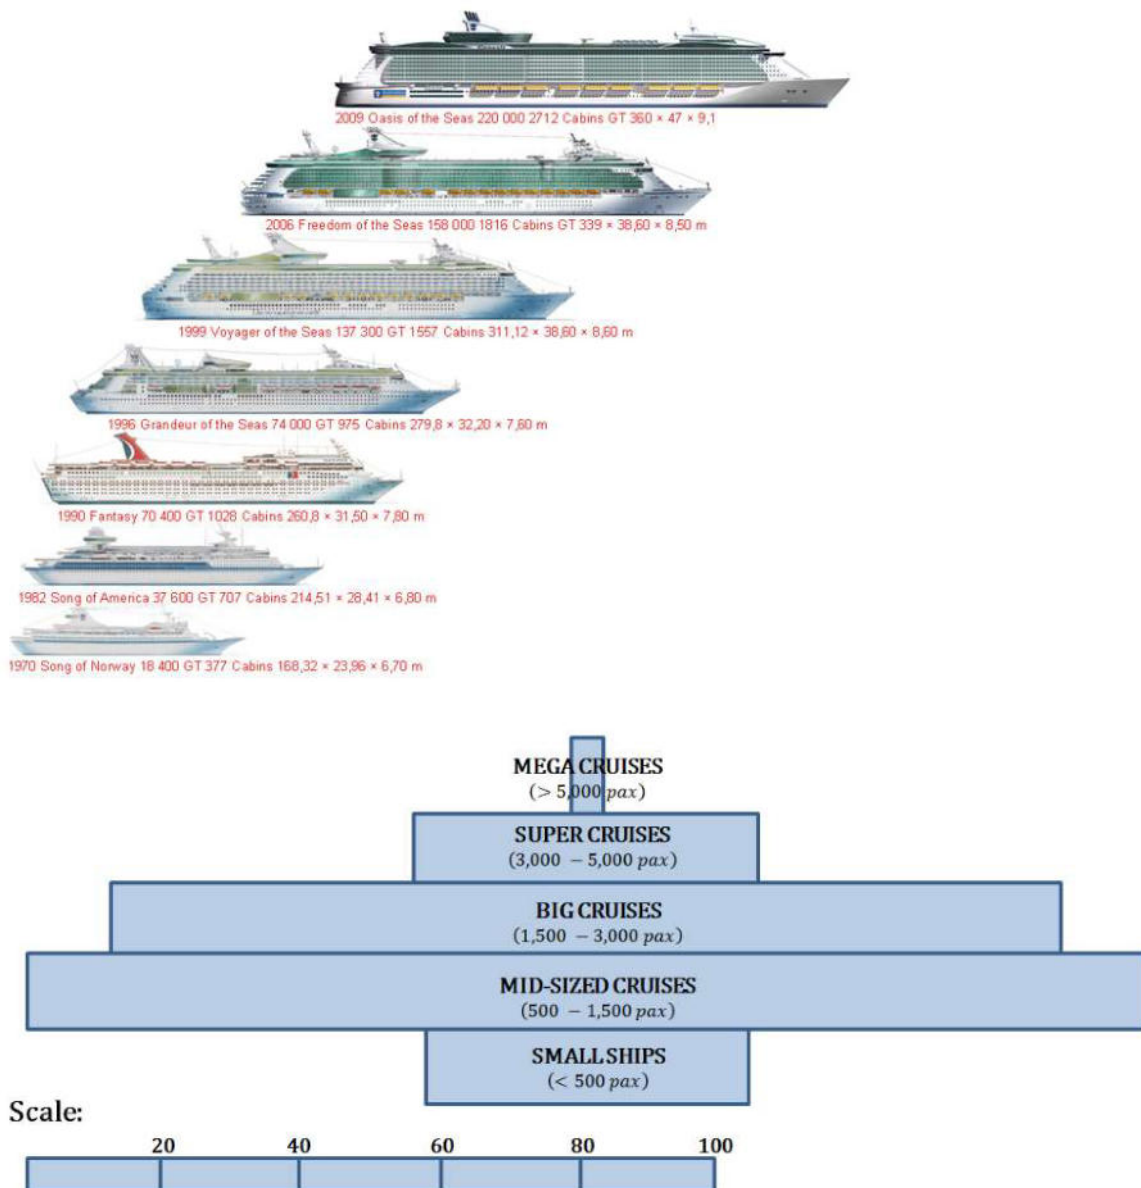 2009 Oasis of the Seas 220 000 2712 Cabins GT 360 × 47 × 9,1
2006 Freedom of the Seas 158 000 1816 Cabins GT 339 × 38,60 × 8,50 m
1999 Voyager of the Seas 137 300 GT 1557 Cabins 311,12 × 38,60 × 8,60 m
1996 Grandeur of the Seas 74 000 GT 975 Cabins 279,8 × 32,20 × 7,60 m
1990 Fantasy 70 400 GT 1028 Cabins 260,8 × 31,50 × 7,80 m
1982 Song of America 37 600 GT 707 Cabins 214,51 × 28,41 × 6,80 m
1970 Song of Norway 18 400 GT 377 Cabins 168,32 × 23,96 × 6,70 m
MEGA CRUISES
(> 5,000 pax)
SUPER CRUISES
(3,000 – 5,000 pax)
BIG CRUISES
(1,500 – 3,000 pax)
MID-SIZED CRUISES
(500 – 1,500 pax)
SMALL SHIPS
(< 500 pax)
Scale:
20 40 60 80 100